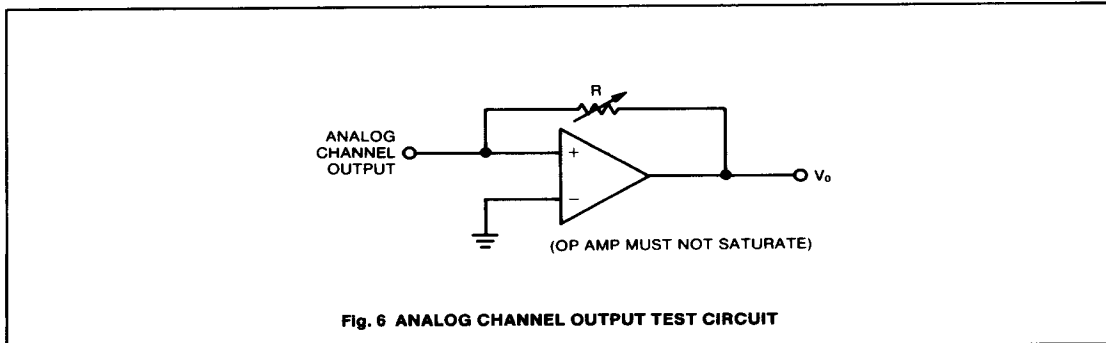 R
ANALOG
CHANNEL
OUTPUT
+
−
V₀
(OP AMP MUST NOT SATURATE)
Fig. 6 ANALOG CHANNEL OUTPUT TEST CIRCUIT